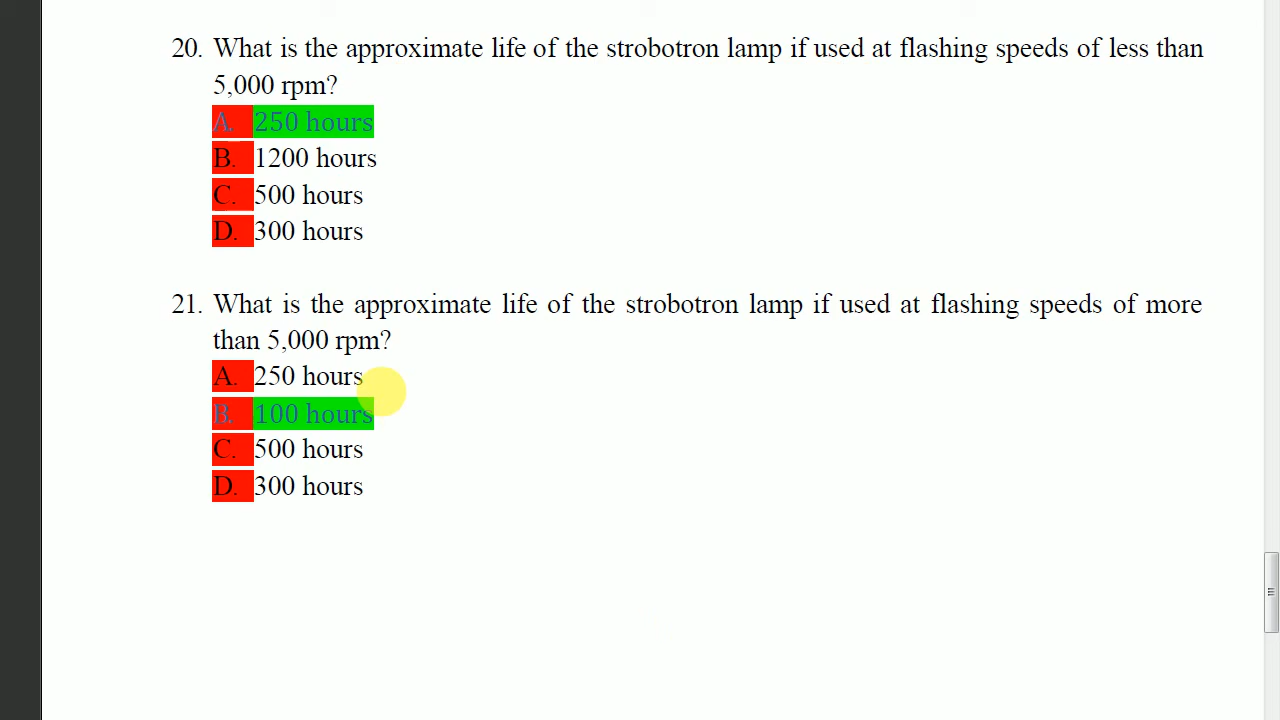 20. What is the approximate life of the strobotron lamp if used at flashing speeds of less than
5,000 rpm?
A. 250 hours
B. 1200 hours
C. 500 hours
D. 300 hours
21. What is the approximate life of the strobotron lamp if used at flashing speeds of more
than 5,000 rpm?
A. 250 hours
B. 100 hours
C. 500 hours
D. 300 hours